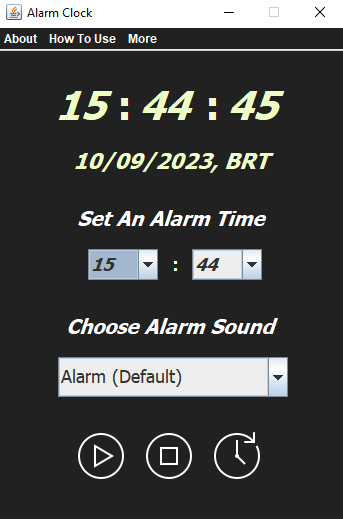 Alarm Clock
About How To Use More
15 : 44 : 45
10/09/2023, BRT
Set An Alarm Time
15 : 44
Choose Alarm Sound
Alarm (Default)